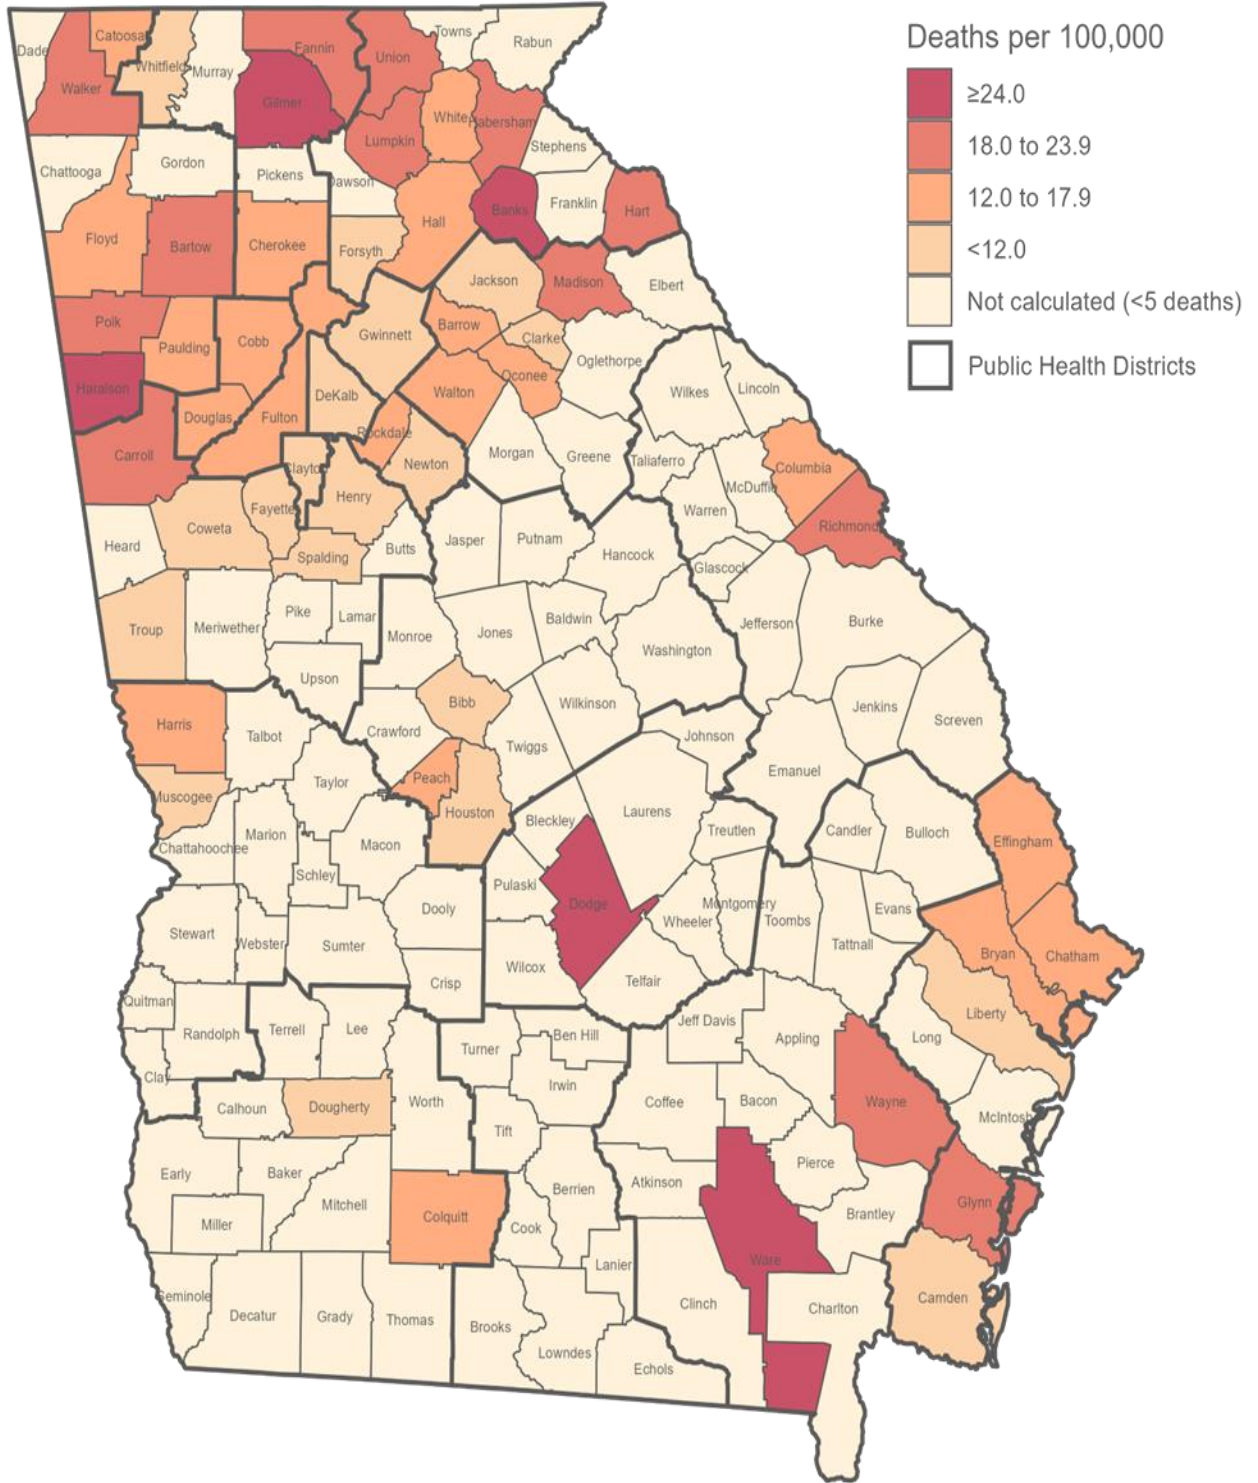 Deaths per 100,000
≥24.0
18.0 to 23.9
12.0 to 17.9
<12.0
Not calculated (<5 deaths)
Public Health Districts
Dade
Catoosa
Walker
Whitfield
Murray
Fannin
Gilmer
Union
Towns
Rabun
White
Habersham
Lumpkin
Stephens
Chattooga
Gordon
Pickens
Dawson
Banks
Franklin
Hart
Floyd
Bartow
Cherokee
Forsyth
Hall
Jackson
Madison
Elbert
Polk
Paulding
Cobb
Gwinnett
Barrow
Clarke
Oglethorpe
Haralson
Douglas
Fulton
DeKalb
Walton
Oconee
Wilkes
Lincoln
Carroll
Clayton
Rockdale
Newton
Morgan
Greene
Taliaferro
Columbia
Heard
Coweta
Fayette
Henry
McDuffie
Warren
Richmond
Spalding
Butts
Jasper
Putnam
Hancock
Glascock
Troup
Meriwether
Pike
Lamar
Monroe
Jones
Baldwin
Washington
Jefferson
Burke
Upson
Bibb
Wilkinson
Jenkins
Screven
Harris
Talbot
Crawford
Twiggs
Johnson
Emanuel
Muscogee
Taylor
Peach
Houston
Bleckley
Laurens
Treutlen
Candler
Bulloch
Effingham
Chattahoochee
Marion
Macon
Schley
Pulaski
Dodge
Dooly
Wheeler
Montgomery
Toombs
Evans
Tattnall
Stewart
Webster
Sumter
Wilcox
Telfair
Bryan
Chatham
Crisp
Quitman
Randolph
Terrell
Lee
Turner
Ben Hill
Jeff Davis
Appling
Long
Liberty
Clay
Calhoun
Dougherty
Worth
Irwin
Tift
Coffee
Bacon
Wayne
McIntosh
Early
Baker
Mitchell
Miller
Colquitt
Berrien
Cook
Atkinson
Pierce
Brantley
Glynn
Lanier
Ware
Clinch
Charlton
Camden
Seminole
Decatur
Grady
Thomas
Brooks
Lowndes
Echols